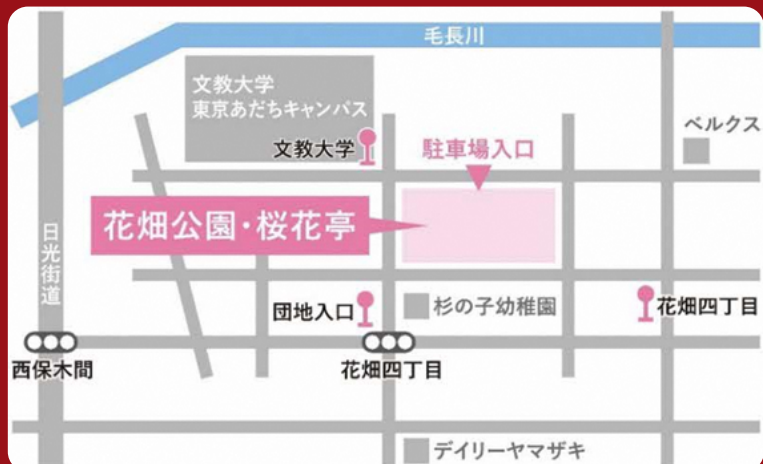 毛長川
文教大学
東京あだちキャンパス
ベルクス
文教大学
駐車場入口
花畑公園・桜花亭
日光街道
団地入口
杉の子幼稚園
花畑四丁目
西保木間
花畑四丁目
デイリーヤマザキ